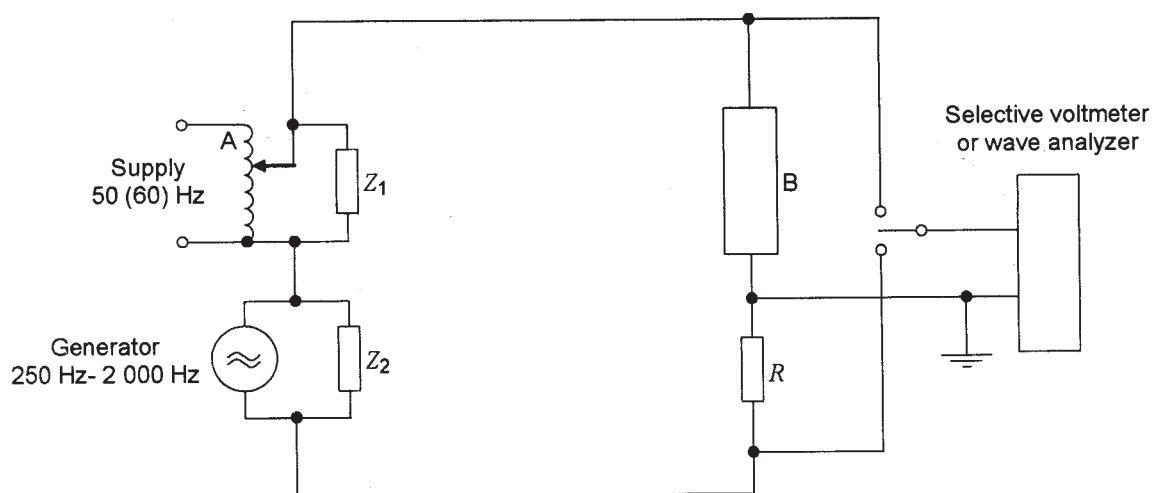 A
Supply
50 (60) Hz
Z1
Generator
250 Hz- 2 000 Hz
Z2
B
R
Selective voltmeter
or wave analyzer